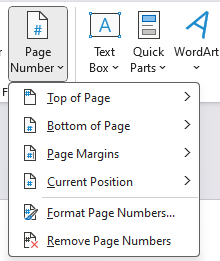 Page
Number
Text
Box
Quick
Parts
WordArt
Top of Page
Bottom of Page
Page Margins
Current Position
Format Page Numbers...
Remove Page Numbers